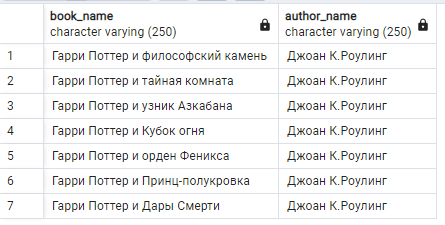 book_name author_name
character varying (250) character varying (250)
1 Гарри Поттер и философский камень Джоан К.Роулинг
2 Гарри Поттер и тайная комната Джоан К.Роулинг
3 Гарри Поттер и узник Азкабана Джоан К.Роулинг
4 Гарри Поттер и Кубок огня Джоан К.Роулинг
5 Гарри Поттер и орден Феникса Джоан К.Роулинг
6 Гарри Поттер и Принц-полукровка Джоан К.Роулинг
7 Гарри Поттер и Дары Смерти Джоан К.Роулинг